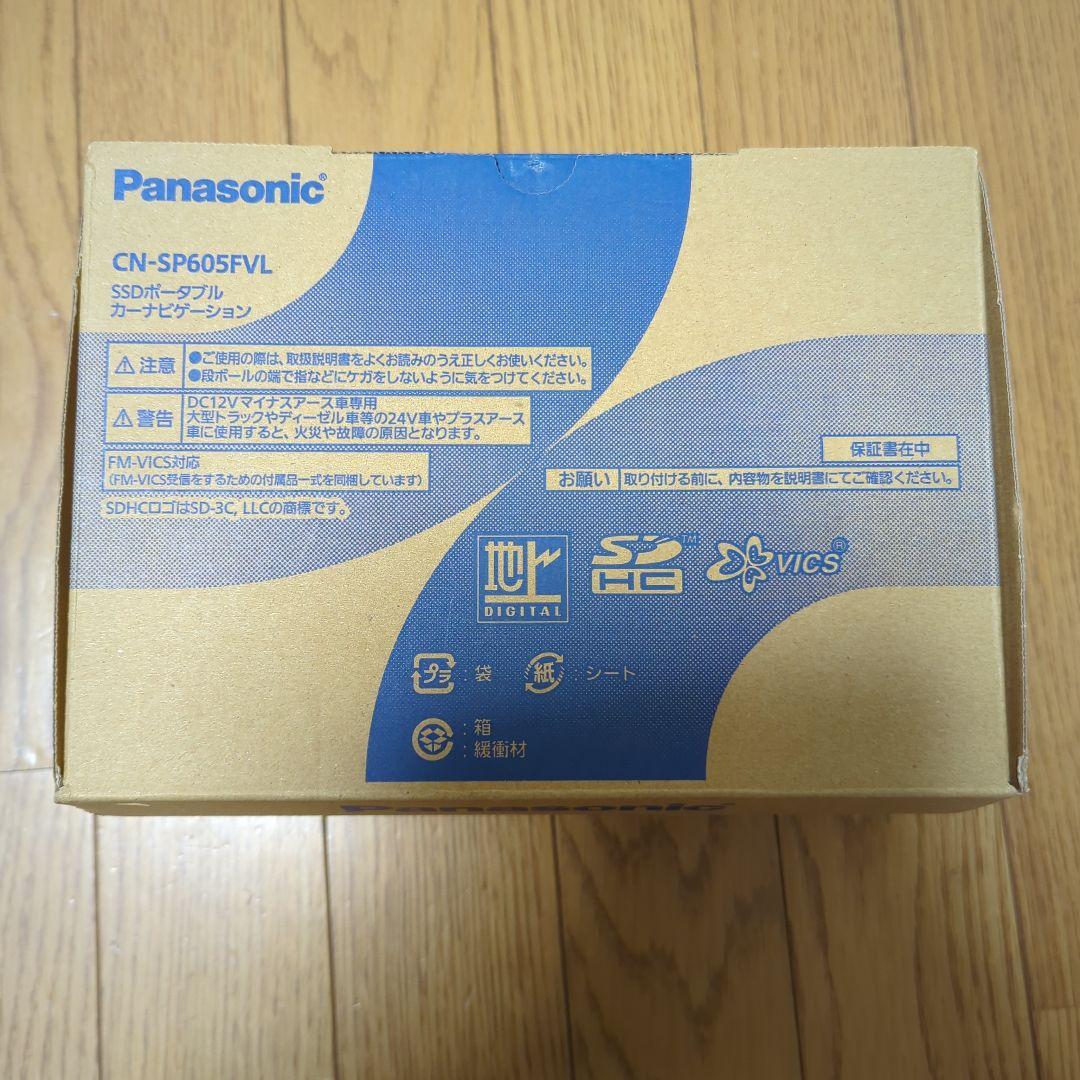 Panasonic®
CN-SP605FVL
SSDポータブル
カーナビゲーション
注意
●ご使用の際は、取扱説明書をよくお読みのうえ正しくお使いください。
●段ボールの端で指などにケガをしないように気をつけてください。
警告
DC12Vマイナスアース車専用
大型トラックやディーゼル車等の24V車やプラスアース
車に使用すると、火災や故障の原因となります。
FM-VICS対応
(FM-VICS受信をするための付属品一式を同梱しています)
SDHCロゴはSD-3C, LLCの商標です。
保証書在中
お願い 取り付ける前に、内容物を説明書にてご確認ください。
地上
DIGITAL
SD™
HC
VICS®
プラ : 袋
紙 : シート
: 箱
: 緩衝材
Panasonic